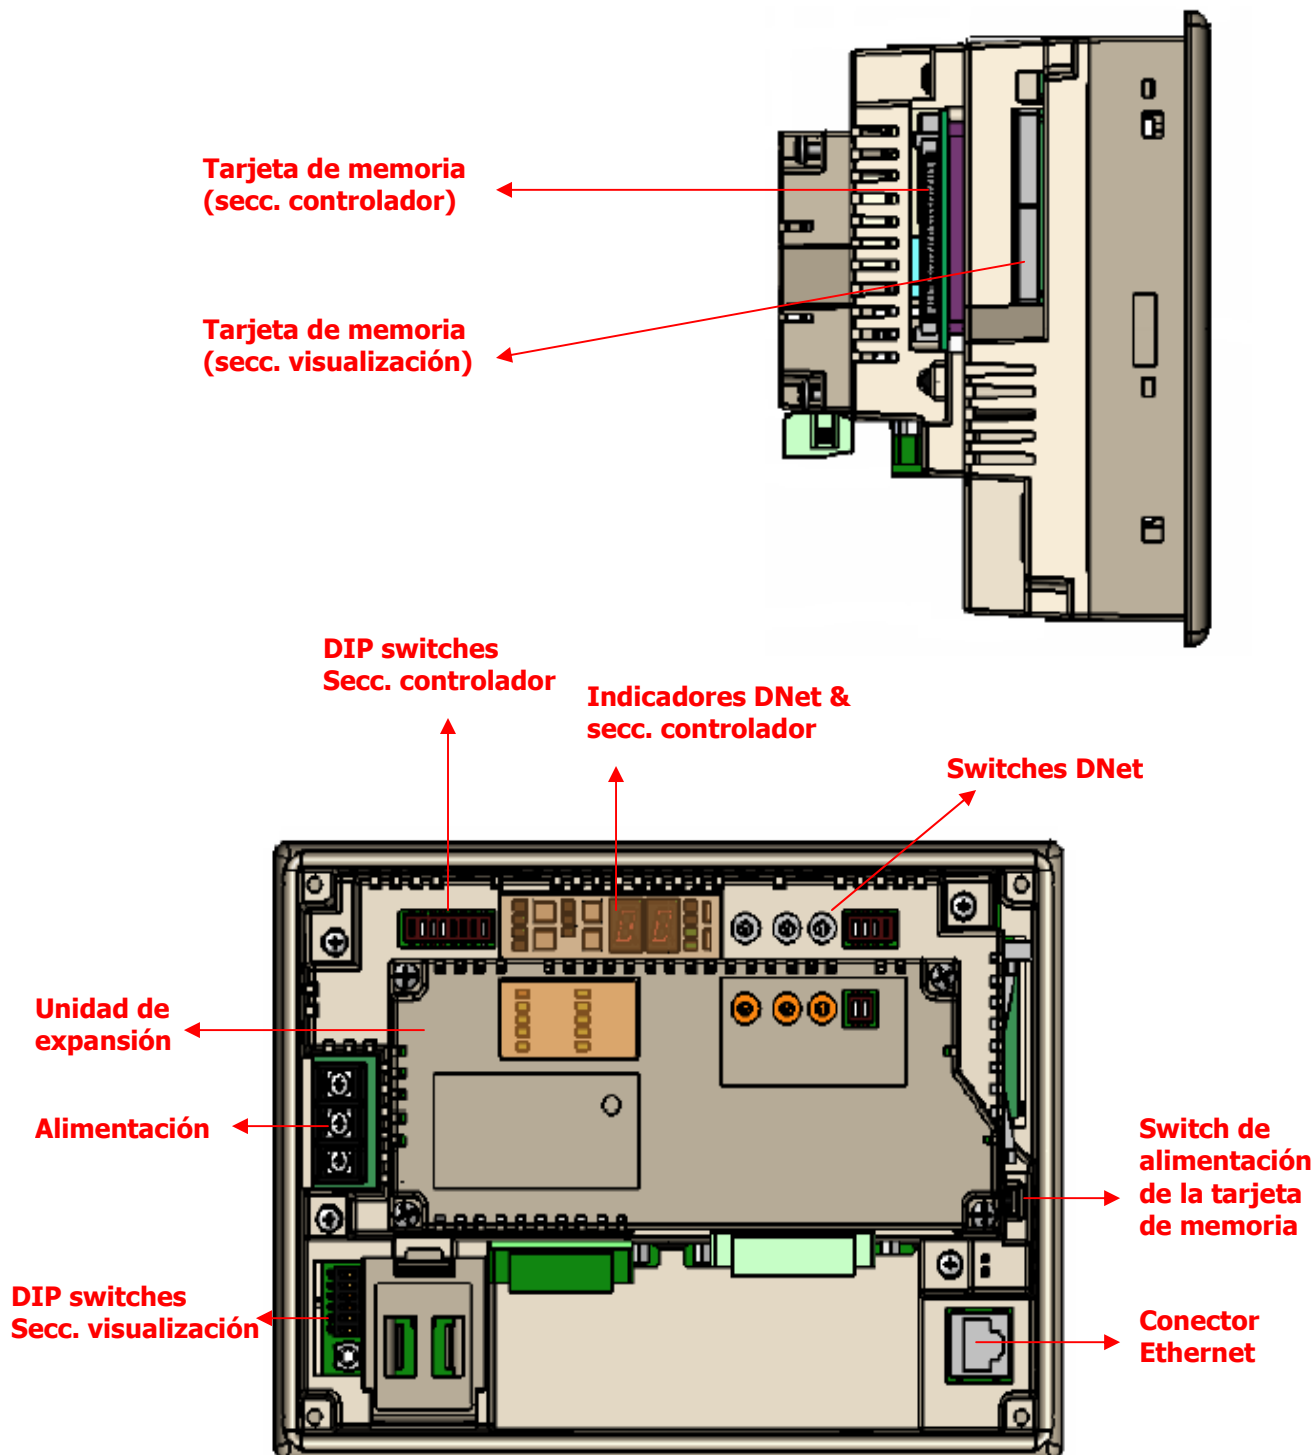 Tarjeta de memoria
(secc. controlador)
Tarjeta de memoria
(secc. visualización)
DIP switches
Secc. controlador
Indicadores DNet &
secc. controlador
Switches DNet
Unidad de
expansión
Alimentación
Switch de
alimentación
de la tarjeta
de memoria
DIP switches
Secc. visualización
Conector
Ethernet